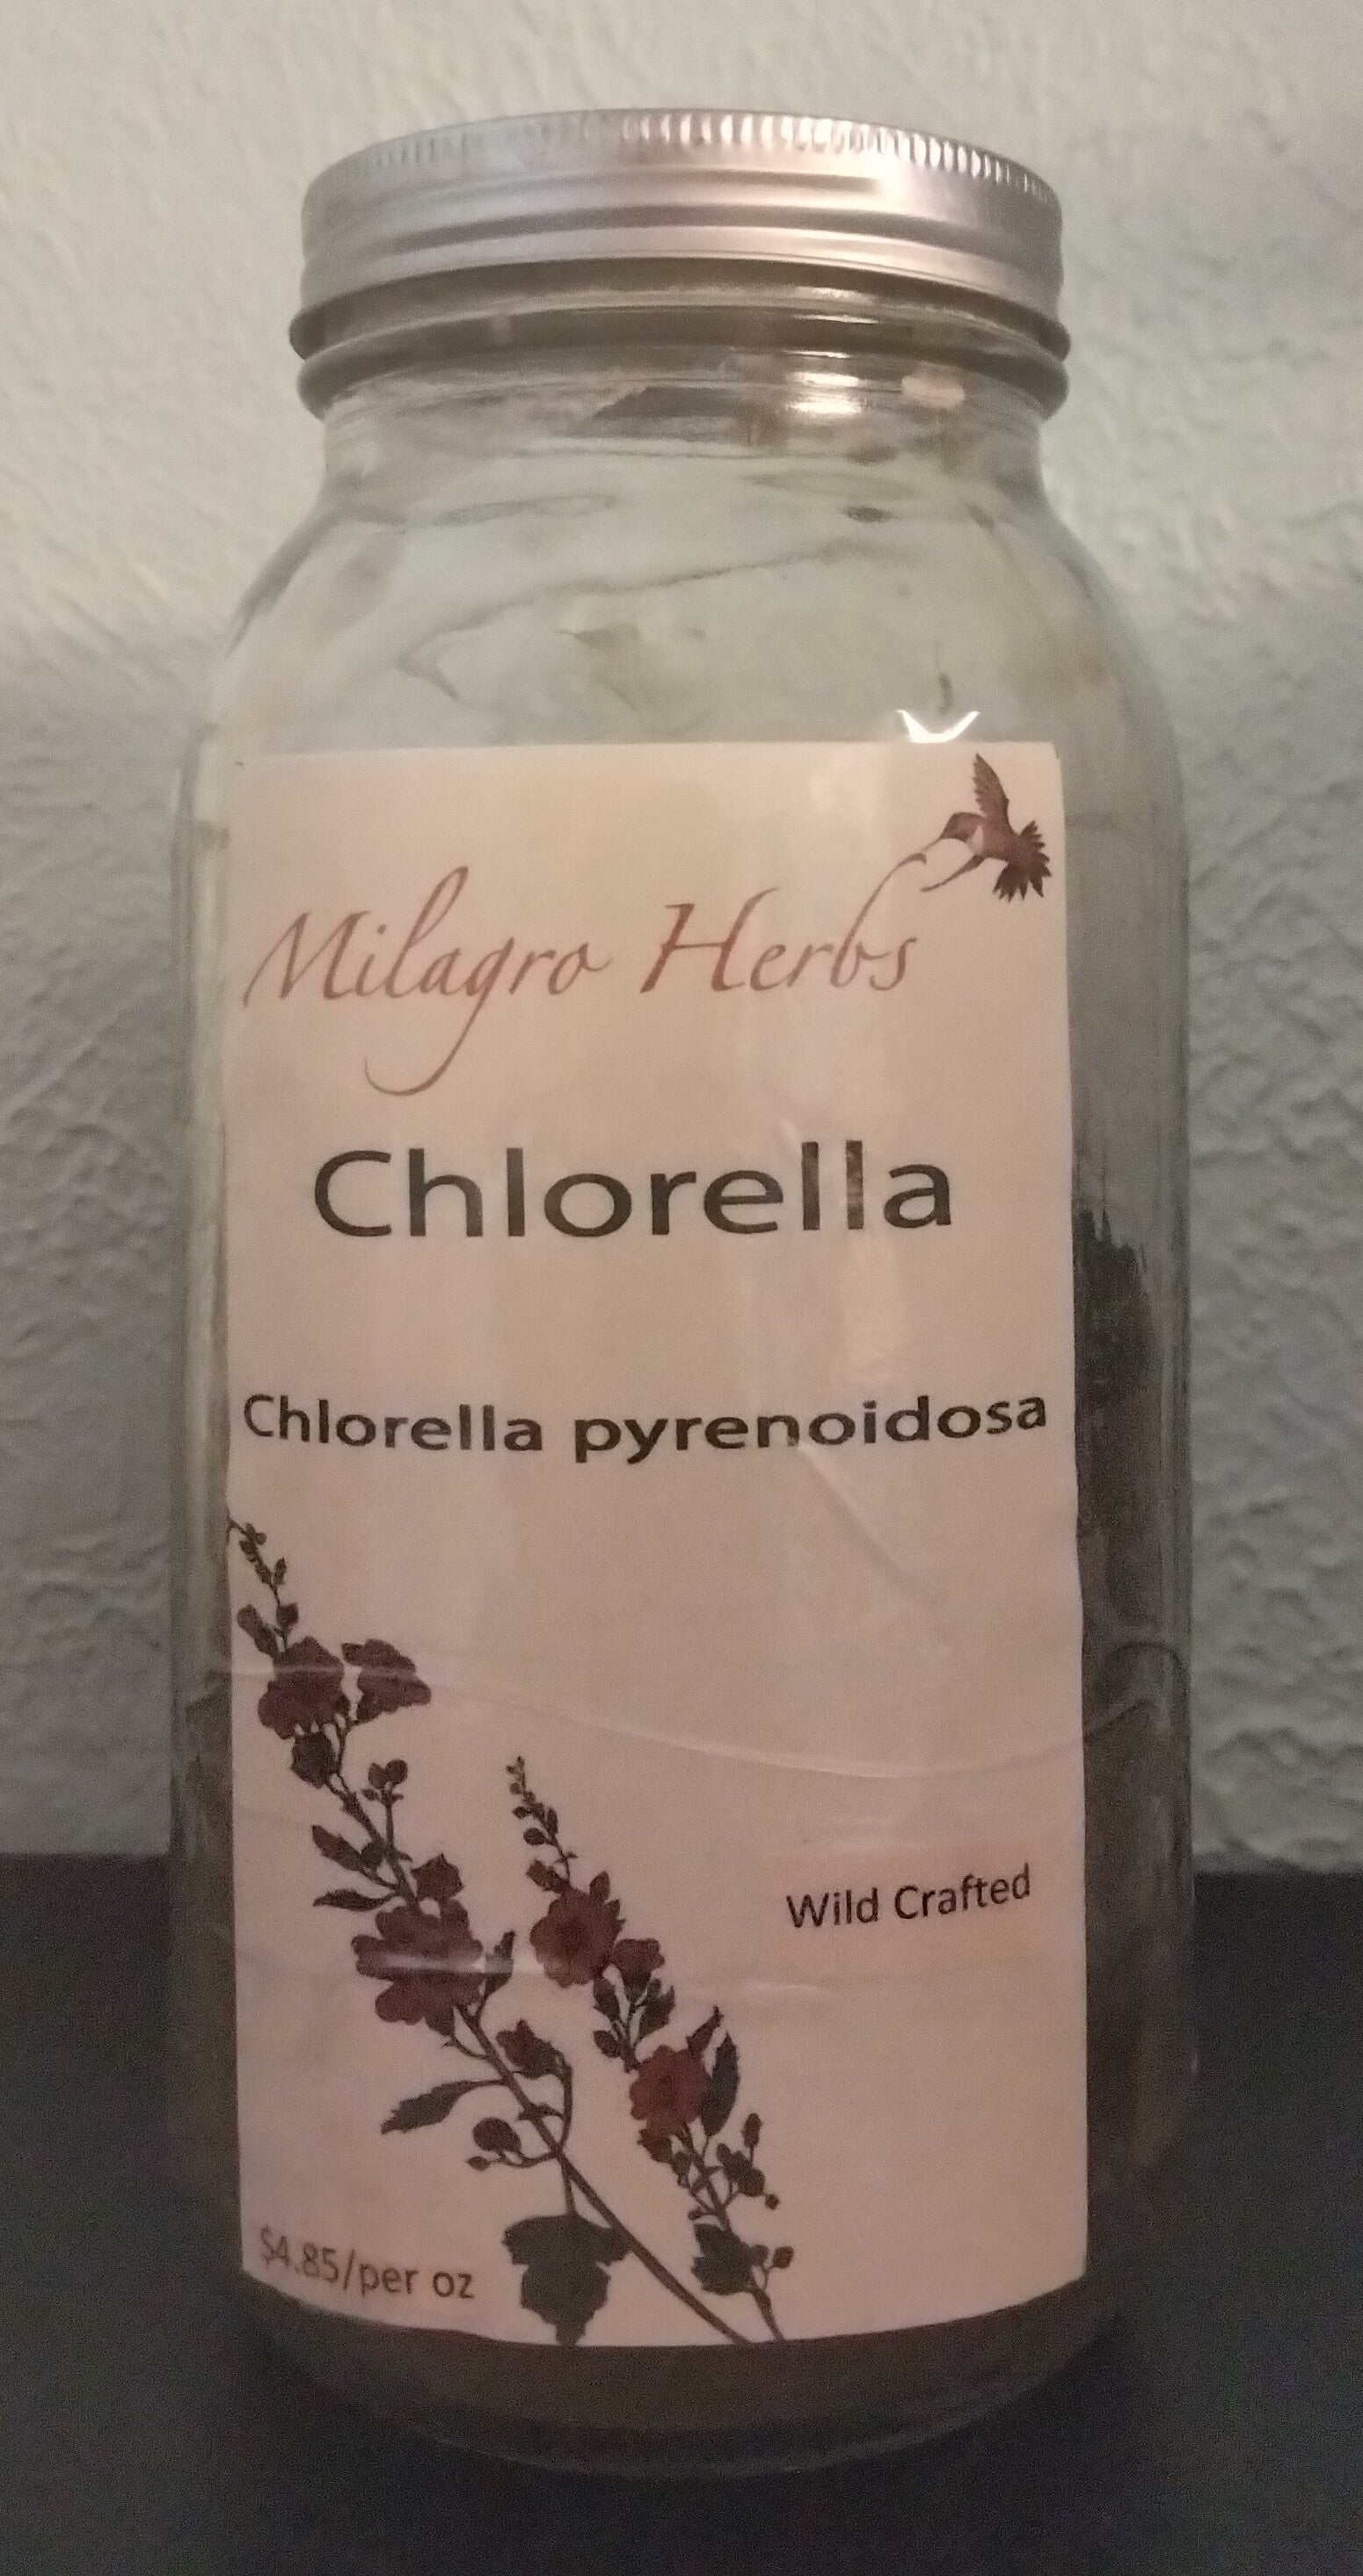 Milagro Herbs
Chlorella
Chlorella pyrenoidosa
Wild Crafted
$4.85/per oz